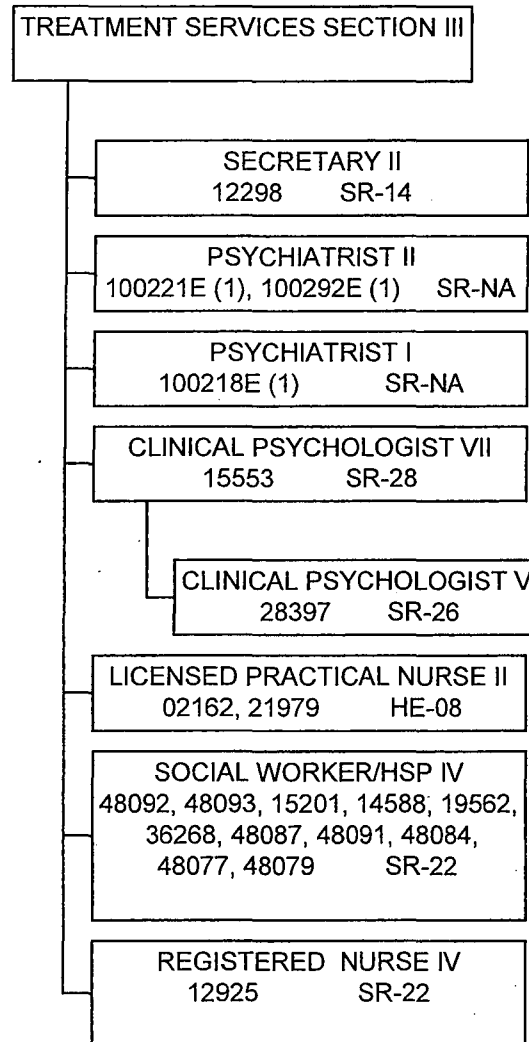 TREATMENT SERVICES SECTION III
SECRETARY II
12298 SR-14
PSYCHIATRIST II
100221E (1), 100292E (1) SR-NA
PSYCHIATRIST I
100218E (1) SR-NA
CLINICAL PSYCHOLOGIST VII
15553 SR-28
CLINICAL PSYCHOLOGIST V
28397 SR-26
LICENSED PRACTICAL NURSE II
02162, 21979 HE-08
SOCIAL WORKER/HSP IV
48092, 48093, 15201, 14588, 19562,
36268, 48087, 48091, 48084,
48077, 48079 SR-22
REGISTERED NURSE IV
12925 SR-22